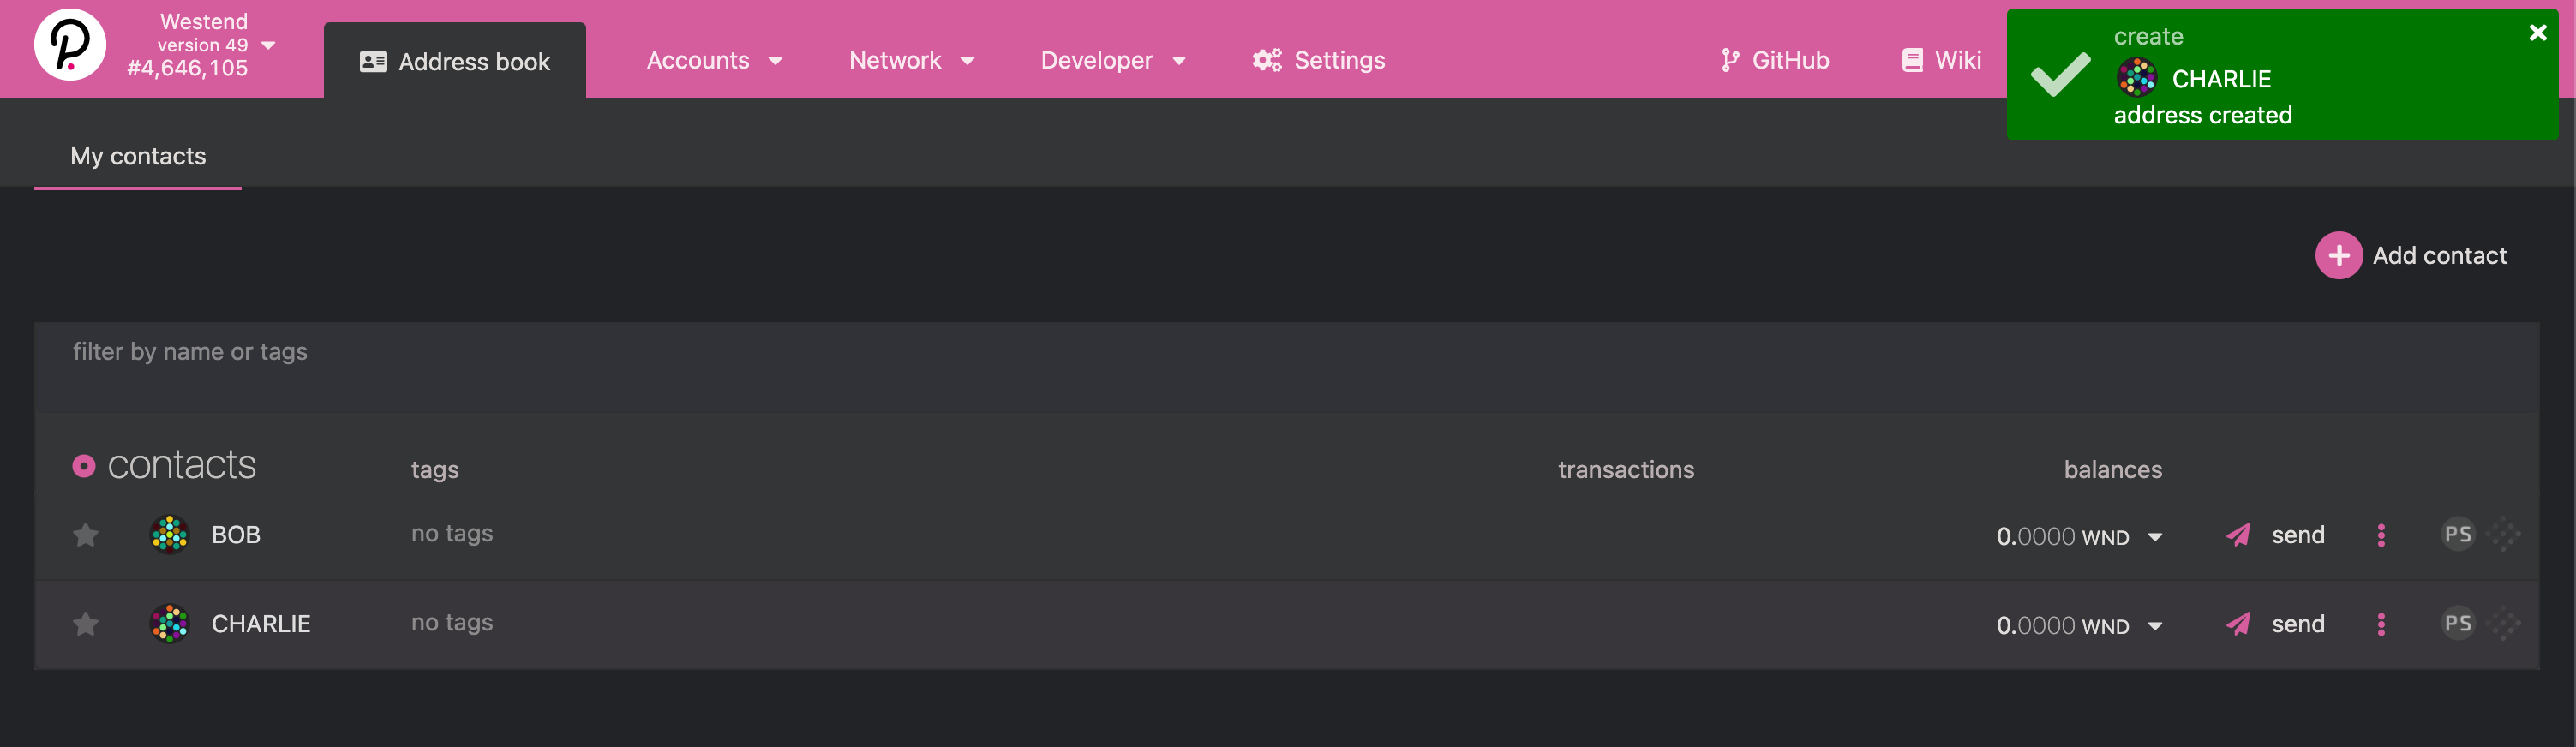 Westend
version 49
#4,646,105
Address book
Accounts
Network
Developer
Settings
GitHub
Wiki
create
CHARLIE
address created
My contacts
Add contact
filter by name or tags
contacts tags transactions balances
BOB no tags 0.0000 WND send PS
CHARLIE no tags 0.0000 WND send PS